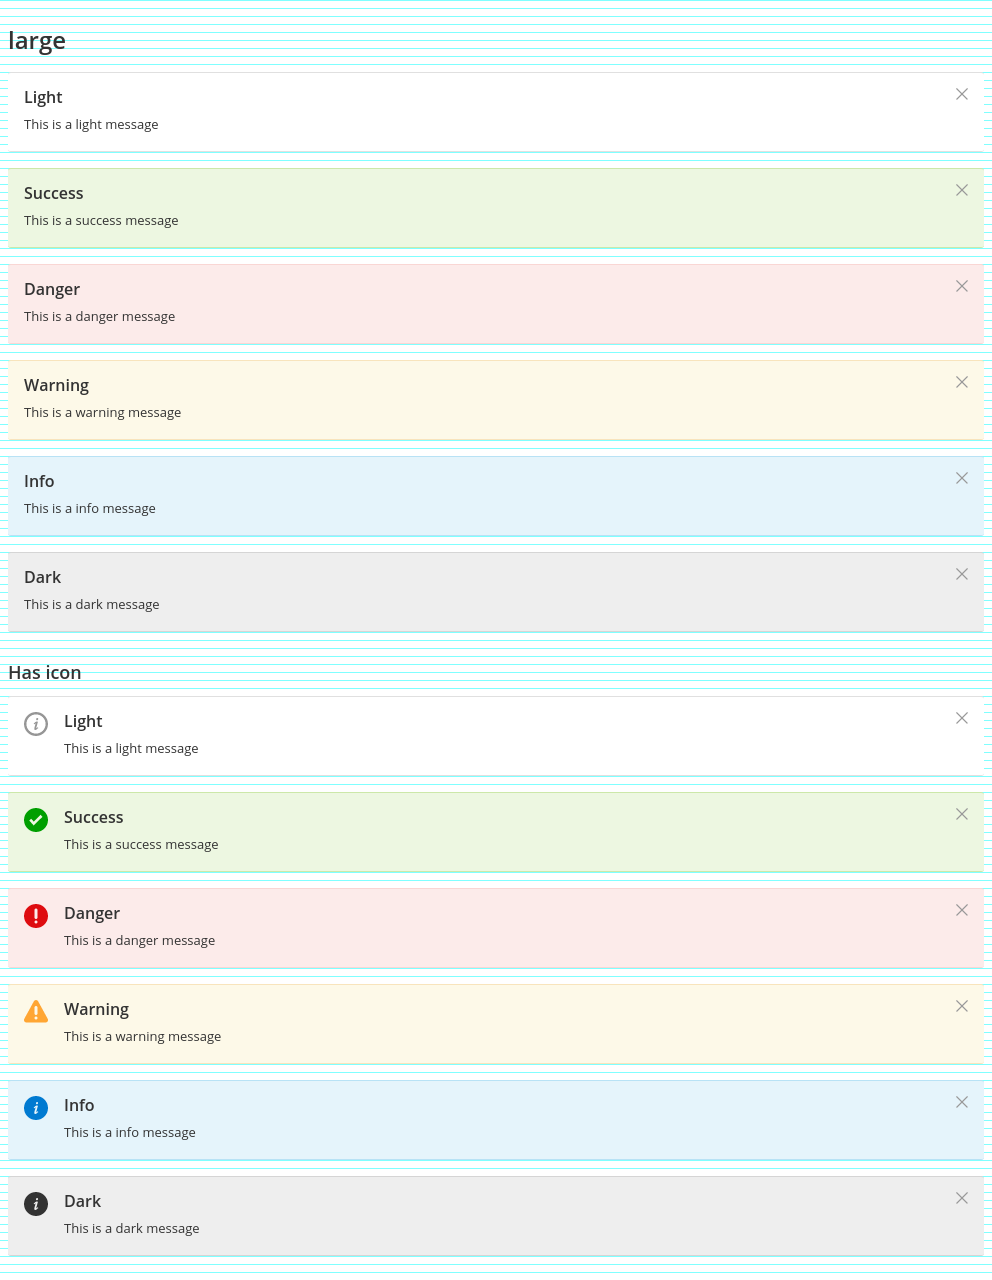 large
Light
This is a light message
Success
This is a success message
Danger
This is a danger message
Warning
This is a warning message
Info
This is a info message
Dark
This is a dark message
Has icon
Light
This is a light message
Success
This is a success message
Danger
This is a danger message
Warning
This is a warning message
Info
This is a info message
Dark
This is a dark message